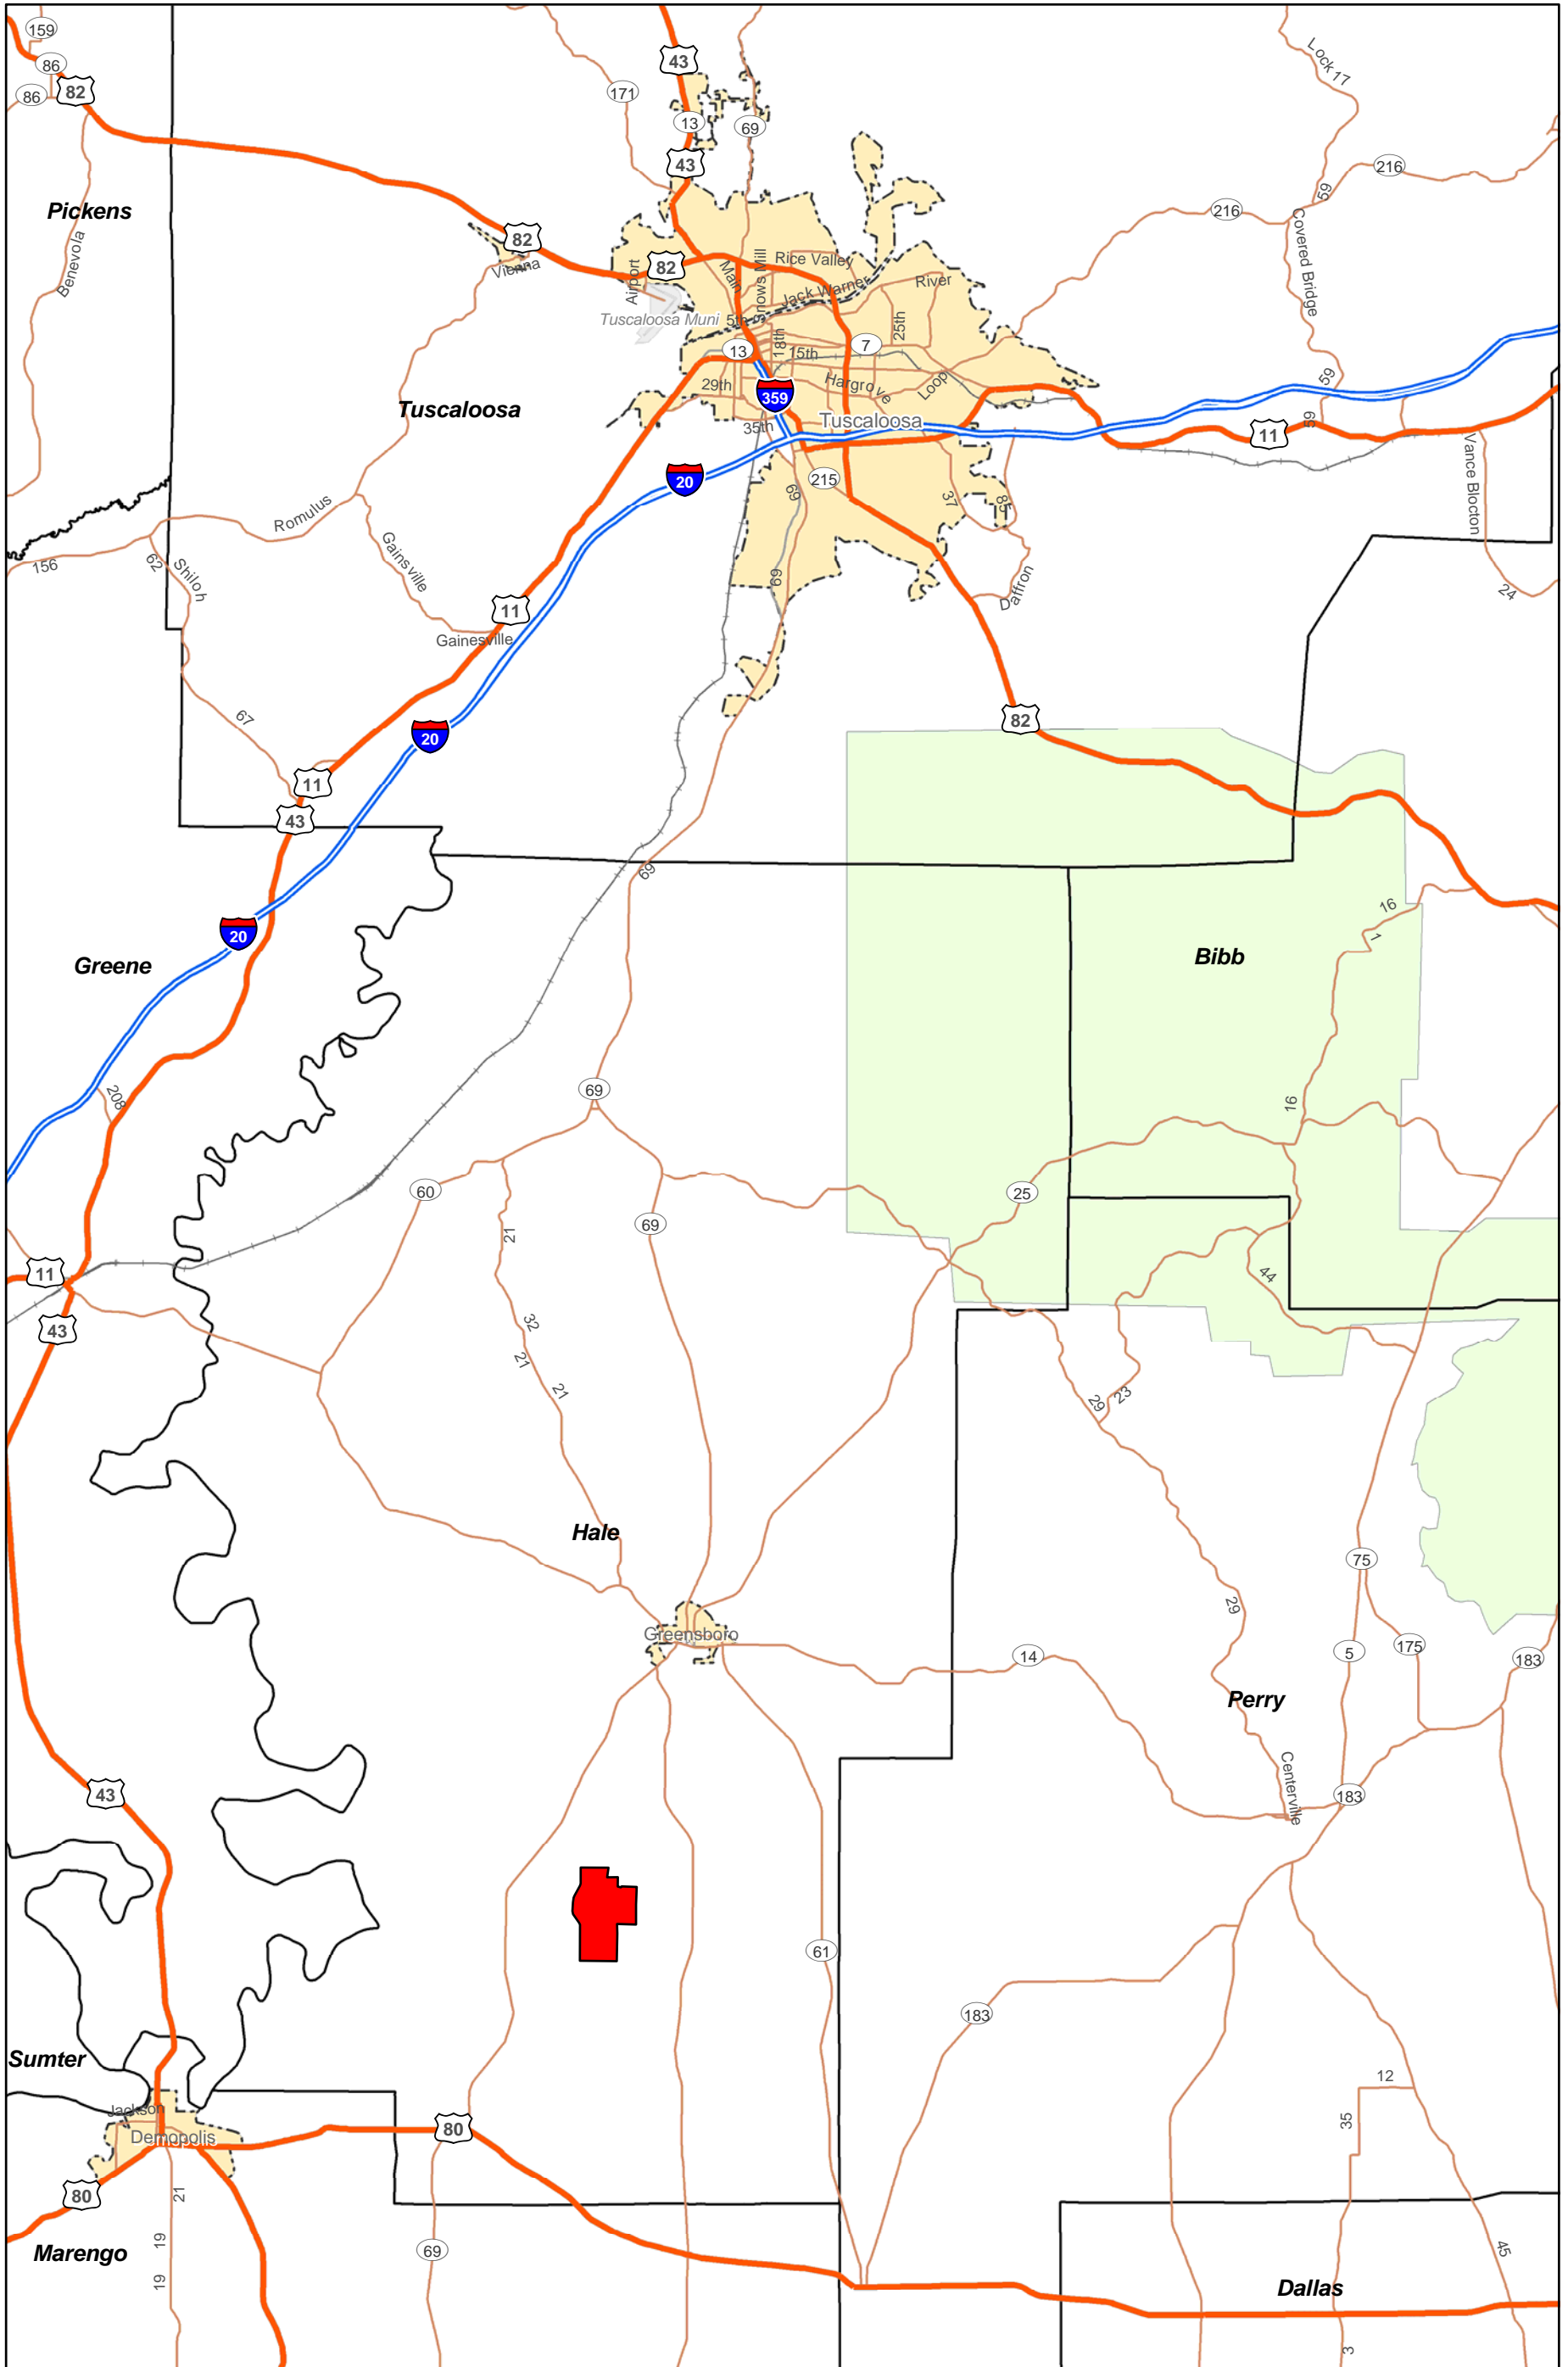 159
86
86
82
43
171
13
69
43
Lock 17
216
59
216
Pickens
Benevola
82
Vienna
82
Airport
Main
Snows Mill
Rice Valley
Jack Warner
River
Covered Bridge
Tuscaloosa Muni
5th
18th
25th
13
15th
7
29th
359
Hargrove
Loop
59
Tuscaloosa
Tuscaloosa
35th
59
11
20
69
215
37
85
Vance Blocton
Romulus
Gainsville
156
62
Shiloh
69
Daffron
24
11
Gainesville
67
20
82
11
43
69
16
1
20
Greene
Bibb
208
69
16
60
25
69
21
11
44
43
32
21
21
29
23
Hale
75
29
Greensboro
14
5
175
183
Perry
43
Centerville
183
61
183
Sumter
12
Jackson
35
80
Demopolis
80
21
19
69
45
Marengo
19
Dallas
3